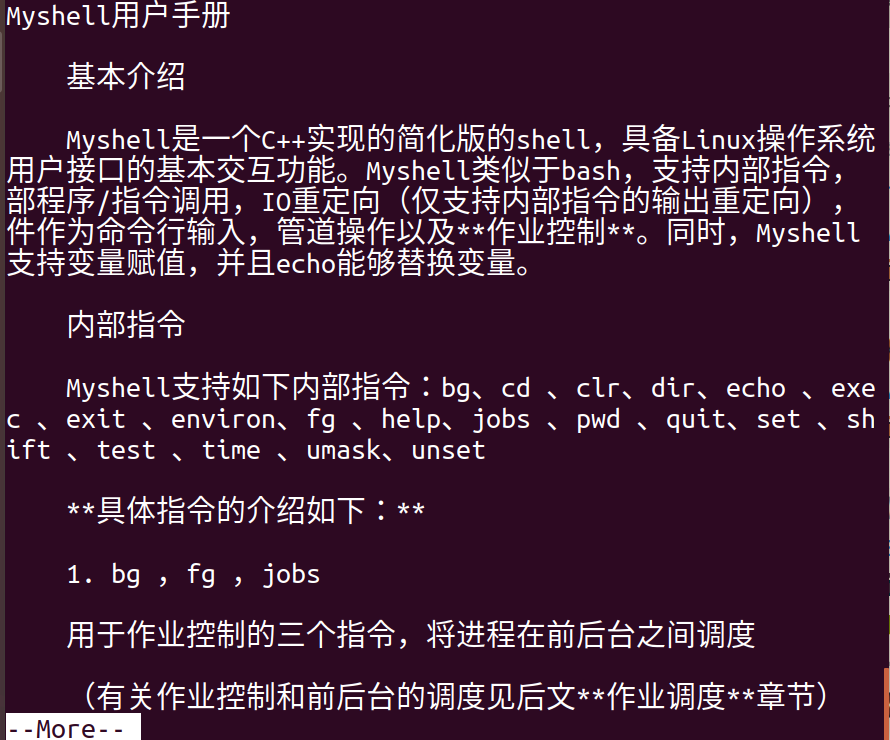 Myshell用户手册
基本介绍
Myshell是一个C++实现的简化版的shell，具备Linux操作系统
用户接口的基本交互功能。Myshell类似于bash，支持内部指令，
部程序/指令调用，IO重定向（仅支持内部指令的输出重定向），
件作为命令行输入，管道操作以及**作业控制**。同时，Myshell
支持变量赋值，并且echo能够替换变量。
内部指令
Myshell支持如下内部指令：bg、cd 、clr、dir、echo 、exe
c 、exit 、environ、fg 、help、jobs 、pwd 、quit、set 、sh
ift 、test 、time 、umask、unset
**具体指令的介绍如下：**
1. bg ，fg ，jobs
用于作业控制的三个指令，将进程在前后台之间调度
（有关作业控制和前后台的调度见后文**作业调度**章节）
--More--